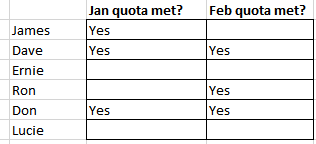 Jan quota met? Feb quota met?
James Yes
Dave Yes Yes
Ernie
Ron Yes
Don Yes Yes
Lucie